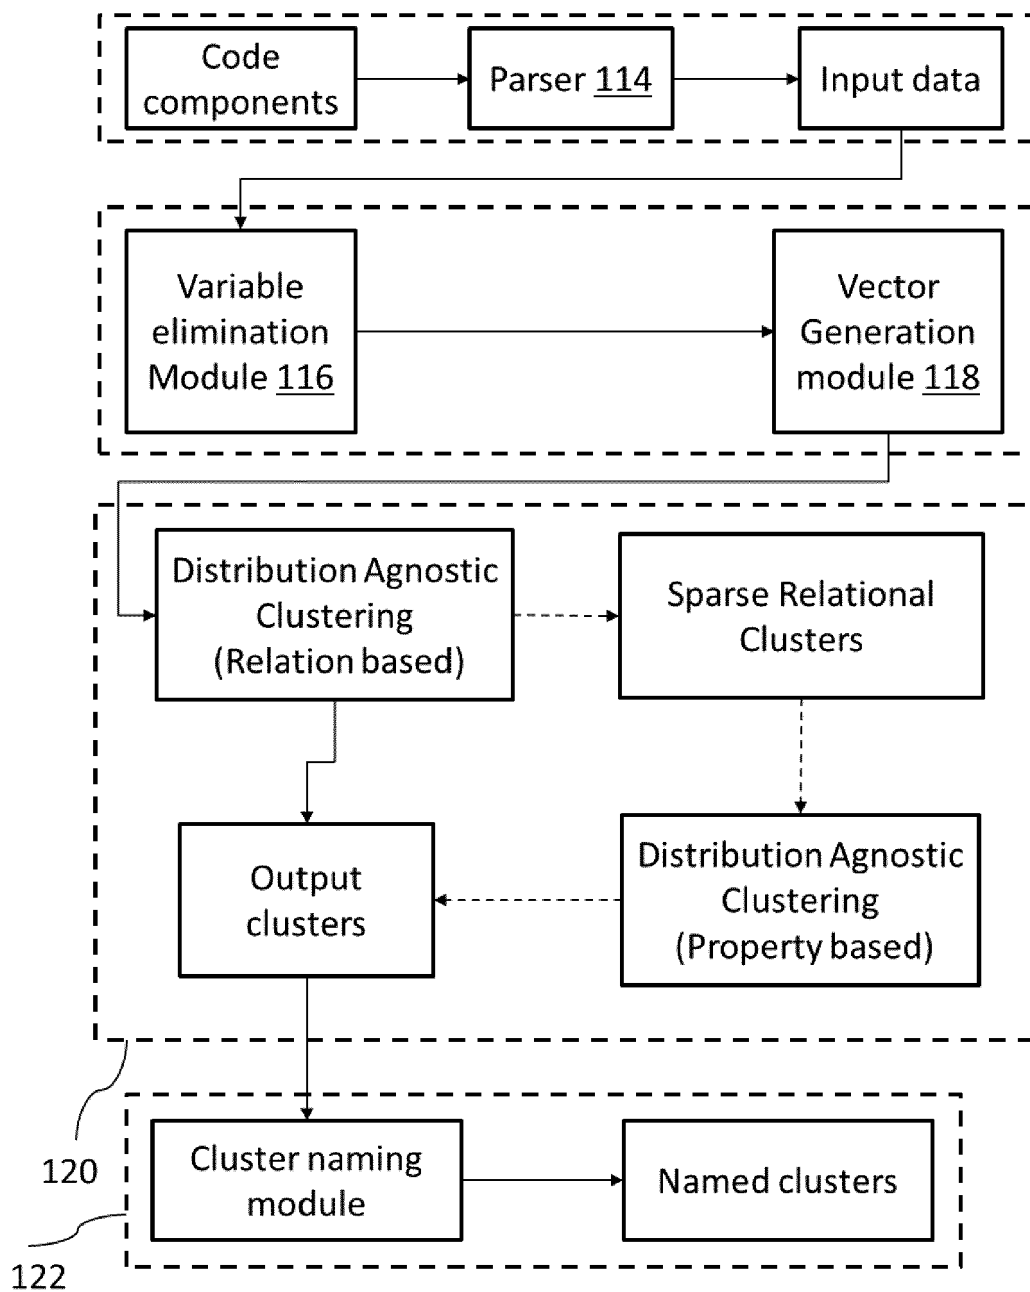 Code
components
Parser 114
Input data
Variable
elimination
Module 116
Vector
Generation
module 118
Distribution Agnostic
Clustering
(Relation based)
Sparse Relational
Clusters
Output
clusters
Distribution Agnostic
Clustering
(Property based)
120
Cluster naming
module
Named clusters
122